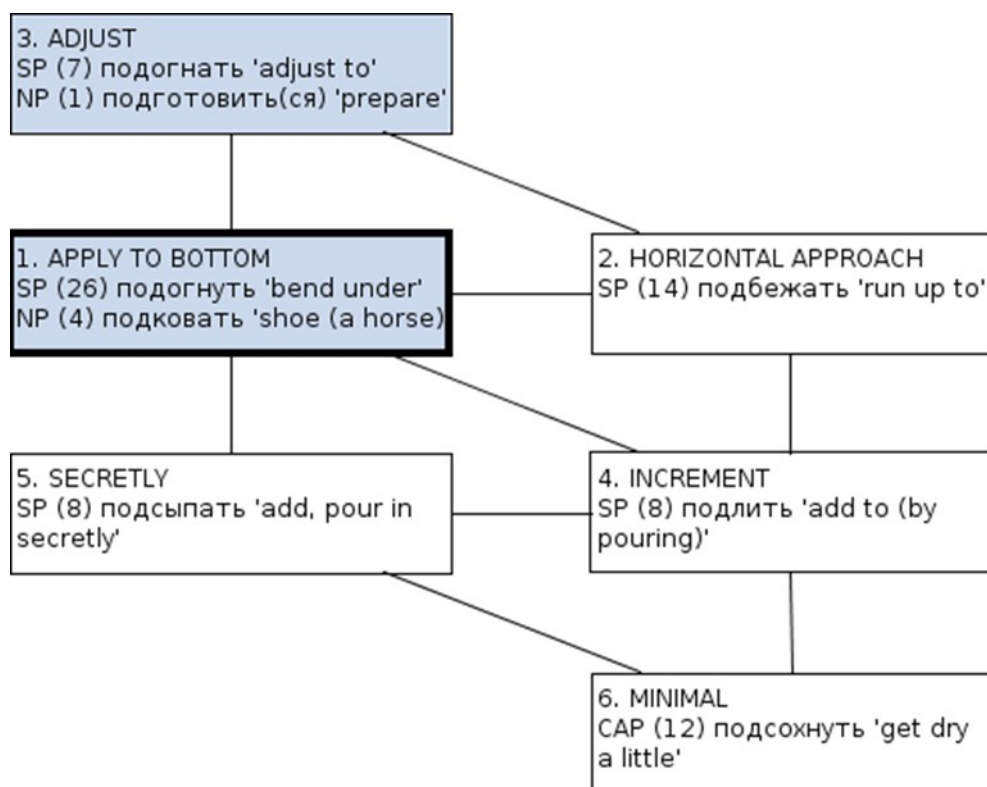 3. ADJUST
SP (7) подогнать 'adjust to'
NP (1) подготовить(ся) 'prepare'
1. APPLY TO BOTTOM
SP (26) подогнуть 'bend under'
NP (4) подковать 'shoe (a horse)
2. HORIZONTAL APPROACH
SP (14) подбежать 'run up to'
5. SECRETLY
SP (8) подсыпать 'add, pour in
secretly'
4. INCREMENT
SP (8) подлить 'add to (by
pouring)'
6. MINIMAL
CAP (12) подсохнуть 'get dry
a little'